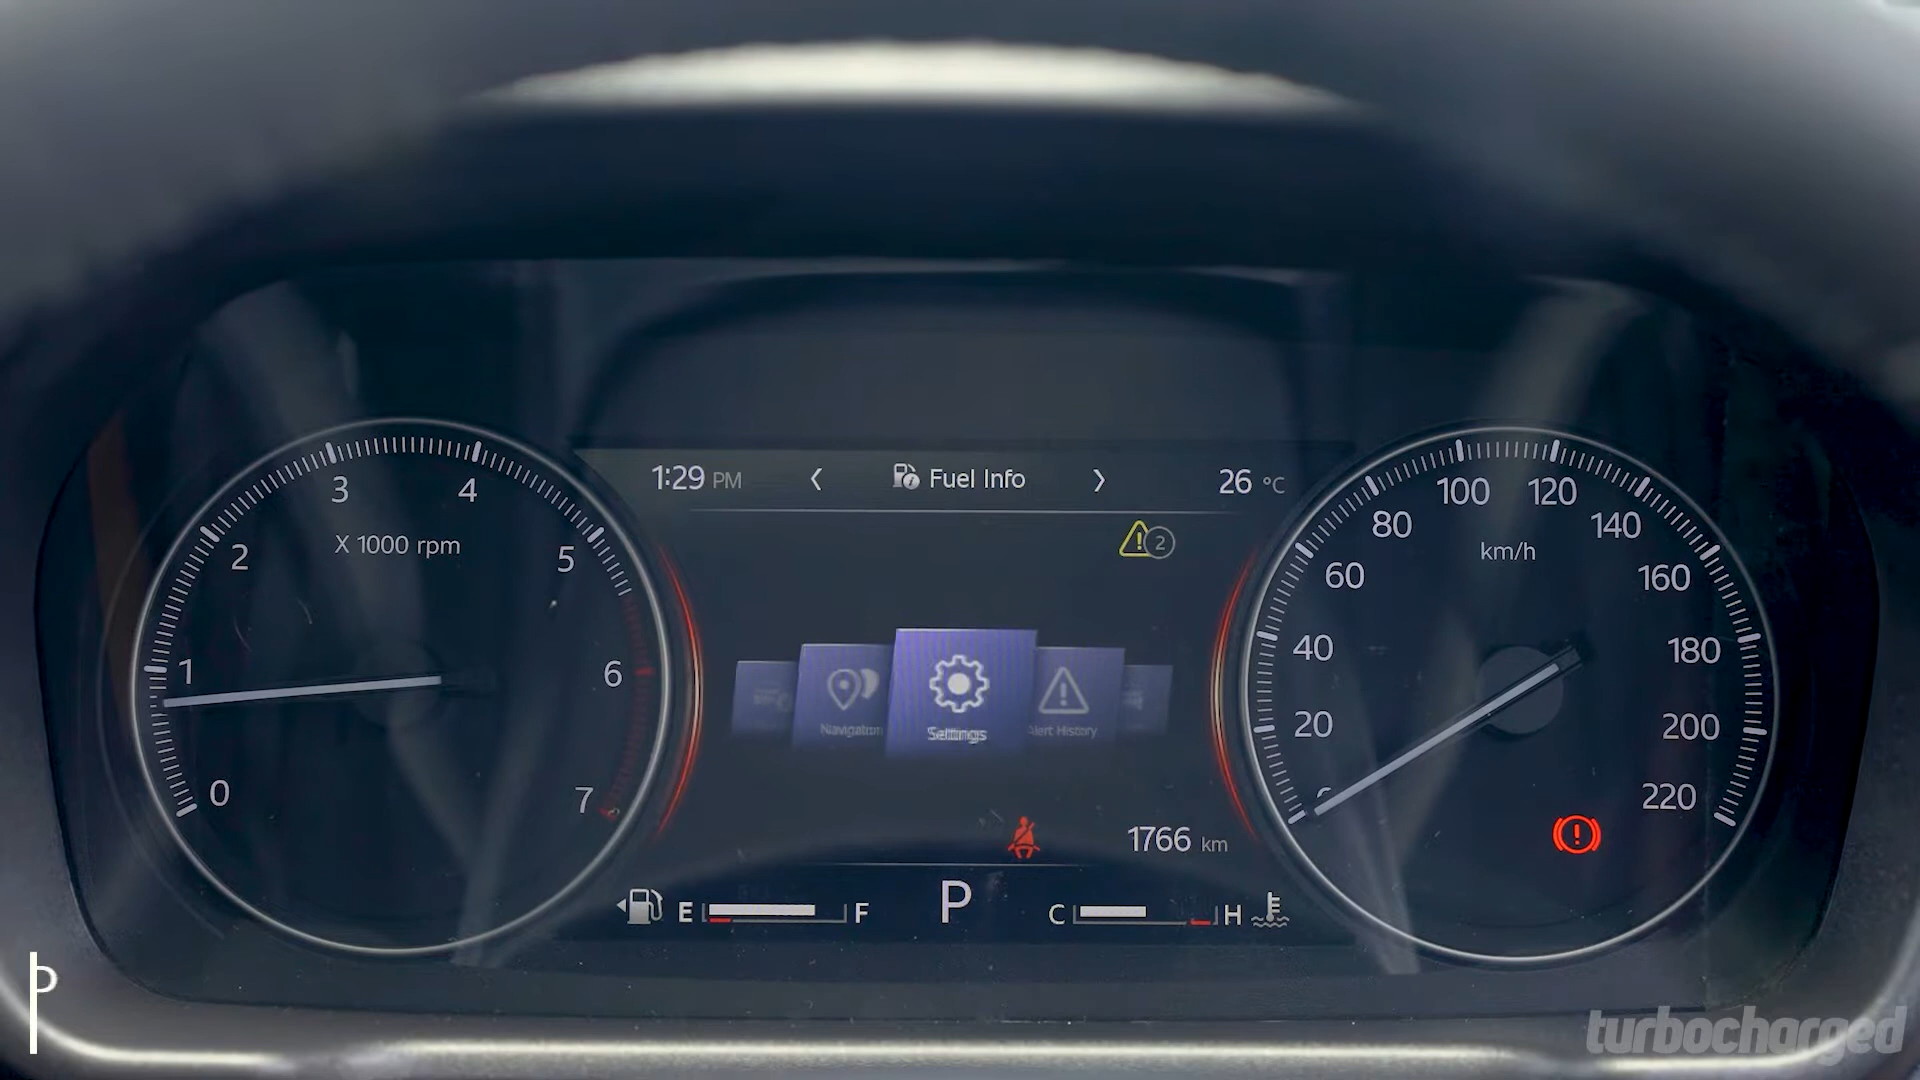 1:29 PM
Fuel Info
26 °C
2
3
4
2
5
X 1000 rpm
1
6
0
7
Navigation
Settings
Alert History
1766 km
E
F
P
C
H
100
120
80
140
km/h
60
160
40
180
20
200
220
P
turbocharged